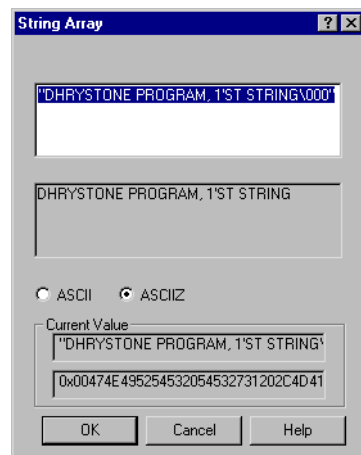 String Array
"DHRYSTONE PROGRAM, 1'ST STRING\000"
DHRYSTONE PROGRAM, 1'ST STRING
ASCII ASCIIZ
Current Value
"DHRYSTONE PROGRAM, 1'ST STRING\
0x00474E495254532054532731202C4D41
OK Cancel Help